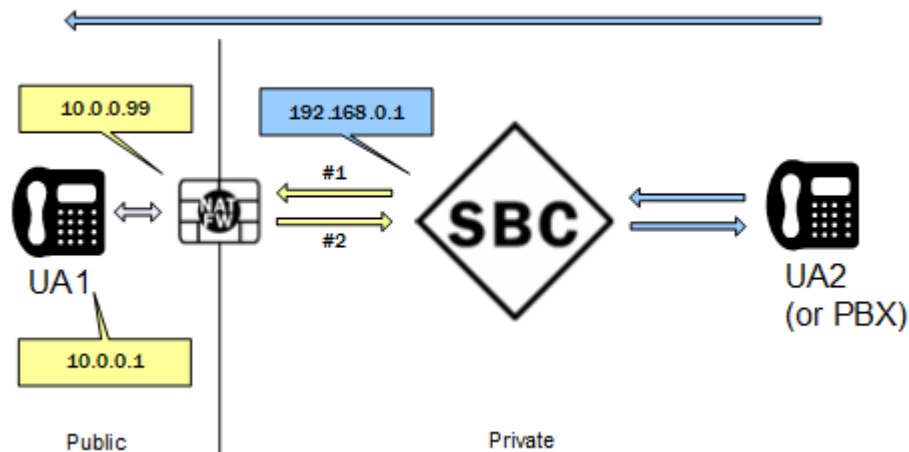 10.0.0.99
192.168.0.1
#1
NAT
FW
#2
SBC
UA1
UA2
(or PBX)
10.0.0.1
Public
Private